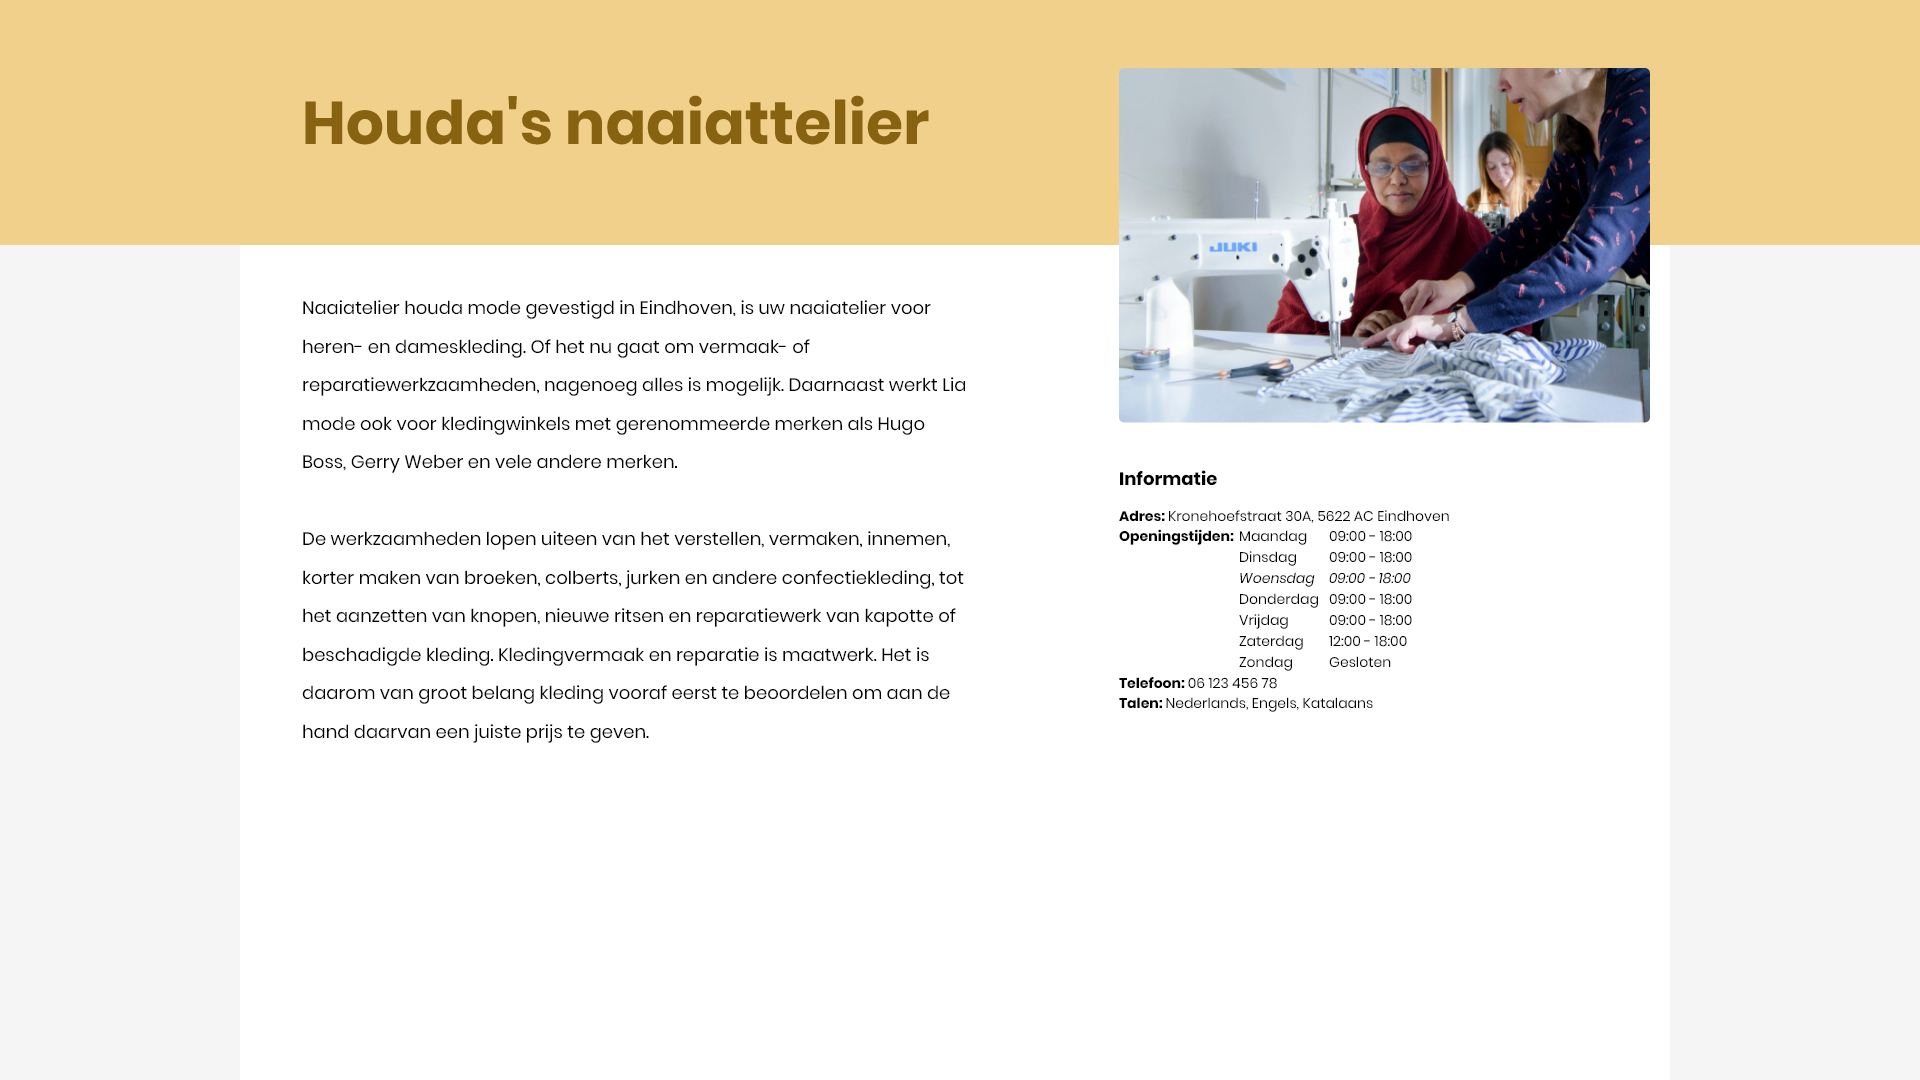 Houda's naaiattelier
JUKI
Naaiatelier houda mode gevestigd in Eindhoven, is uw naaiatelier voor
heren- en dameskleding. Of het nu gaat om vermaak- of
reparatiewerkzaamheden, nagenoeg alles is mogelijk. Daarnaast werkt Lia
mode ook voor kledingwinkels met gerenommeerde merken als Hugo
Boss, Gerry Weber en vele andere merken.
De werkzaamheden lopen uiteen van het verstellen, vermaken, innemen,
korter maken van broeken, colberts, jurken en andere confectiekleding, tot
het aanzetten van knopen, nieuwe ritsen en reparatiewerk van kapotte of
beschadigde kleding. Kledingvermaak en reparatie is maatwerk. Het is
daarom van groot belang kleding vooraf eerst te beoordelen om aan de
hand daarvan een juiste prijs te geven.
Informatie
Adres: Kronehoefstraat 30A, 5622 AC Eindhoven
Openingstijden: Maandag 09:00 - 18:00
Dinsdag 09:00 - 18:00
Woensdag 09:00 - 18:00
Donderdag 09:00 - 18:00
Vrijdag 09:00 - 18:00
Zaterdag 12:00 - 18:00
Zondag Gesloten
Telefoon: 06 123 456 78
Talen: Nederlands, Engels, Katalaans